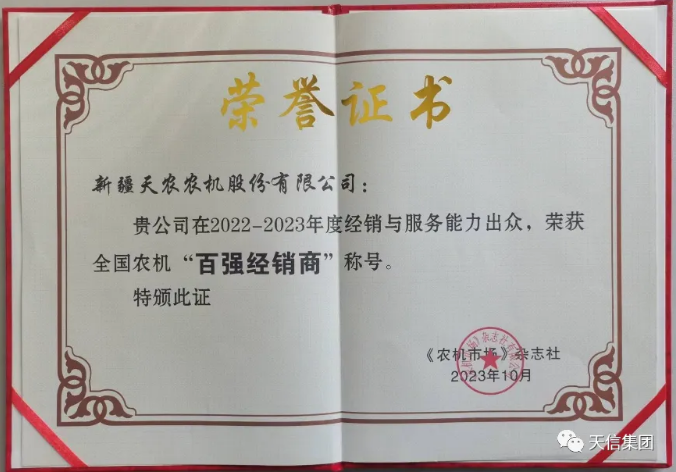 荣誉证书
新疆天农农机股份有限公司：
贵公司在2022-2023年度经销与服务能力出众，荣获
全国农机“百强经销商”称号。
特颁此证
《农机市场》杂志社
2023年10月
天信集团